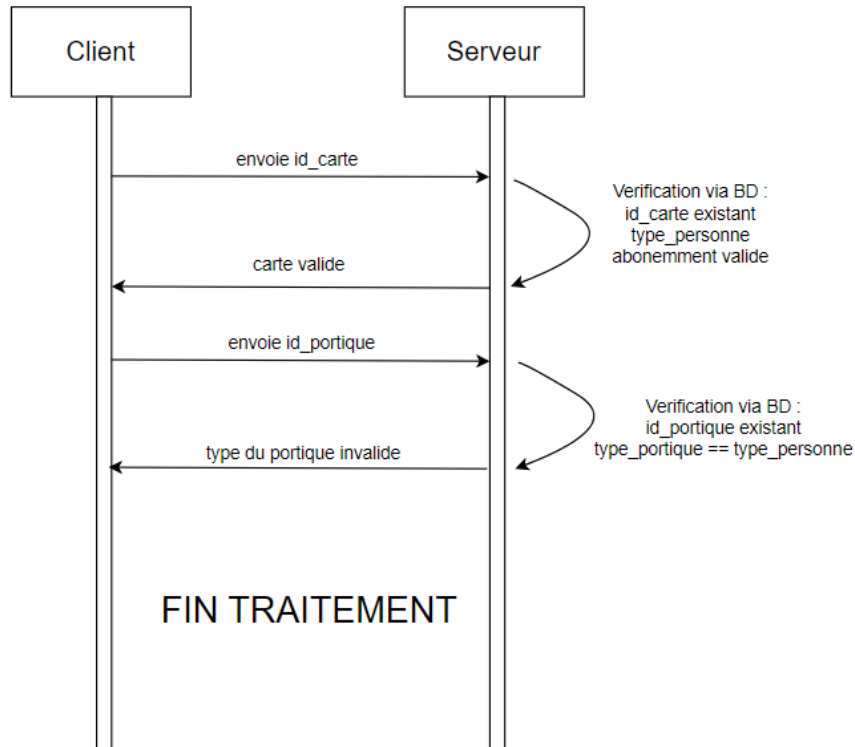 Client
Serveur
envoie id_carte
Verification via BD :
id_carte existant
type_personne
abonemment valide
carte valide
envoie id_portique
Verification via BD :
id_portique existant
type_portique == type_personne
type du portique invalide
FIN TRAITEMENT